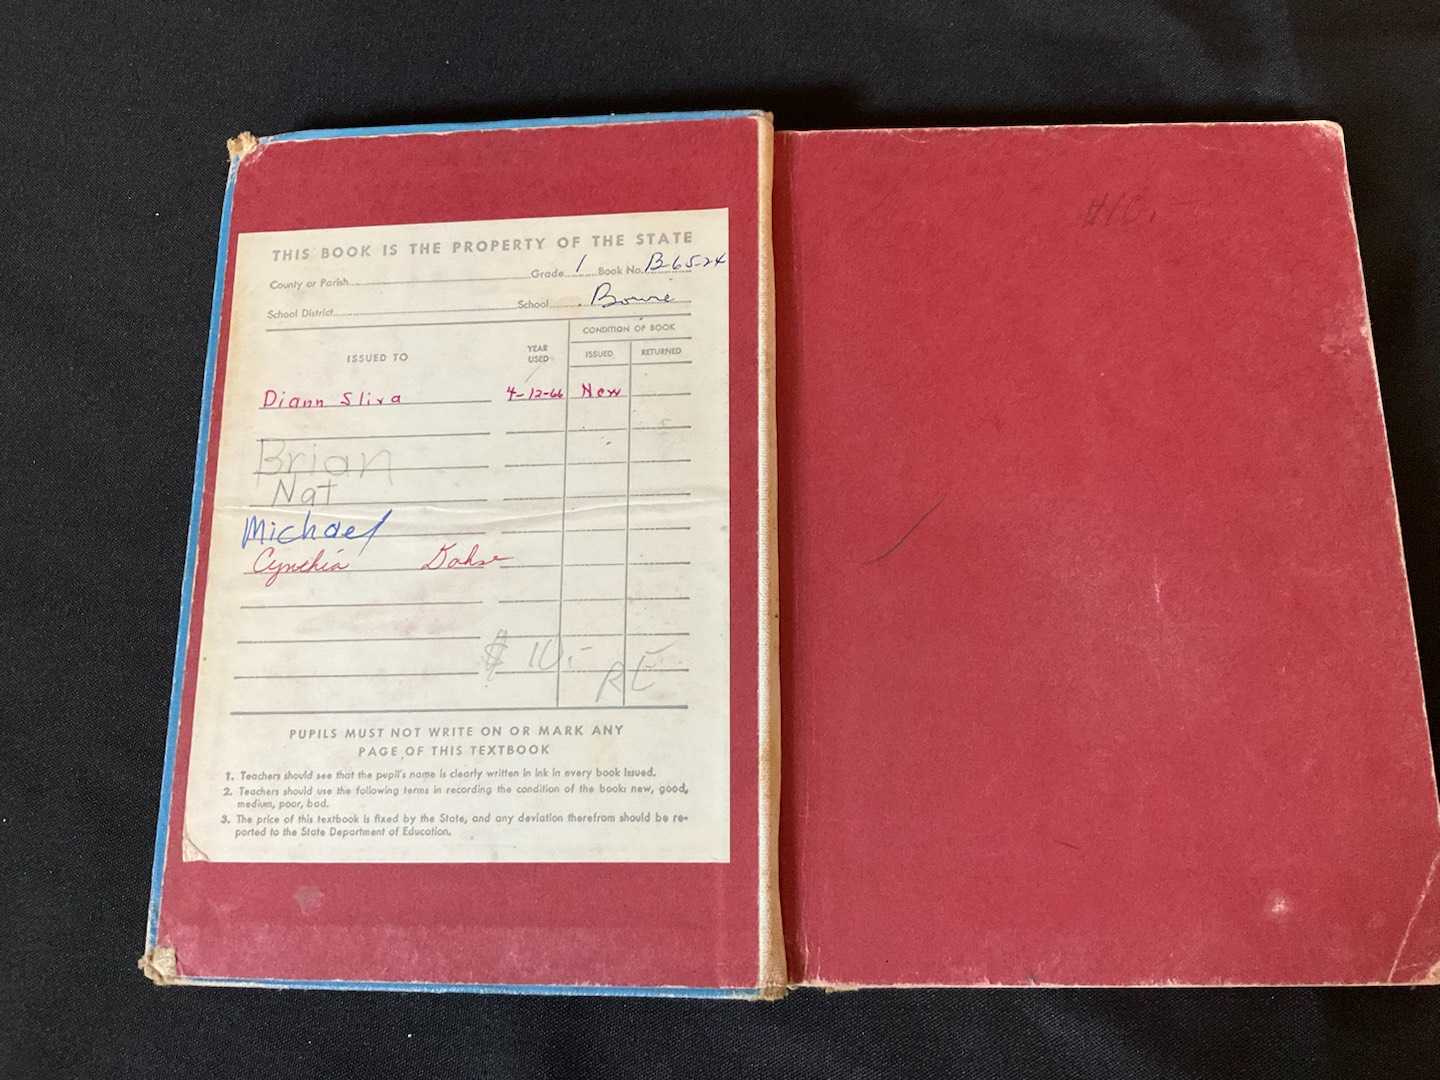 THIS BOOK IS THE PROPERTY OF THE STATE
County or Parish Grade 1 Book No. B-65-24
School District School Bowie
CONDITION OF BOOK
ISSUED TO YEAR USED ISSUED RETURNED
Diann Sliva 4-12-66 New
Brian
Nat
Michael
Cynthia
$10.-
PUPILS MUST NOT WRITE ON OR MARK ANY
PAGE OF THIS TEXTBOOK
1. Teachers should see that the pupil's name is clearly written in ink in every book issued.
2. Teachers should use the following terms in recording the condition of the book: new, good,
medium, poor, bad.
3. The price of this textbook is fixed by the State, and any deviation therefrom should be re-
ported to the State Department of Education.